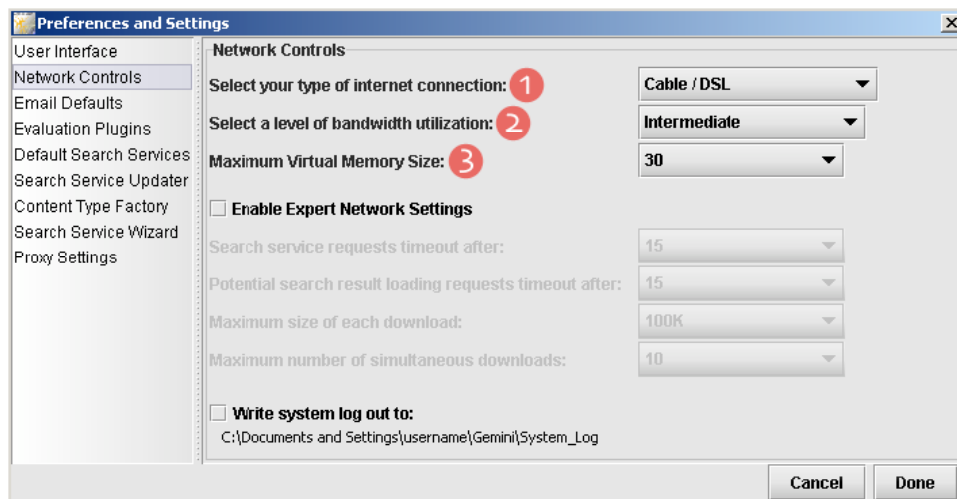 Preferences and Settings
User Interface
Network Controls
Email Defaults
Evaluation Plugins
Default Search Services
Search Service Updater
Content Type Factory
Search Service Wizard
Proxy Settings
Network Controls
Select your type of internet connection: 1 Cable / DSL
Select a level of bandwidth utilization: 2 Intermediate
Maximum Virtual Memory Size: 3 30
Enable Expert Network Settings
Search service requests timeout after: 15
Potential search result loading requests timeout after: 15
Maximum size of each download: 100K
Maximum number of simultaneous downloads: 10
Write system log out to:
C:\Documents and Settings\username\Gemini\System_Log
Cancel Done